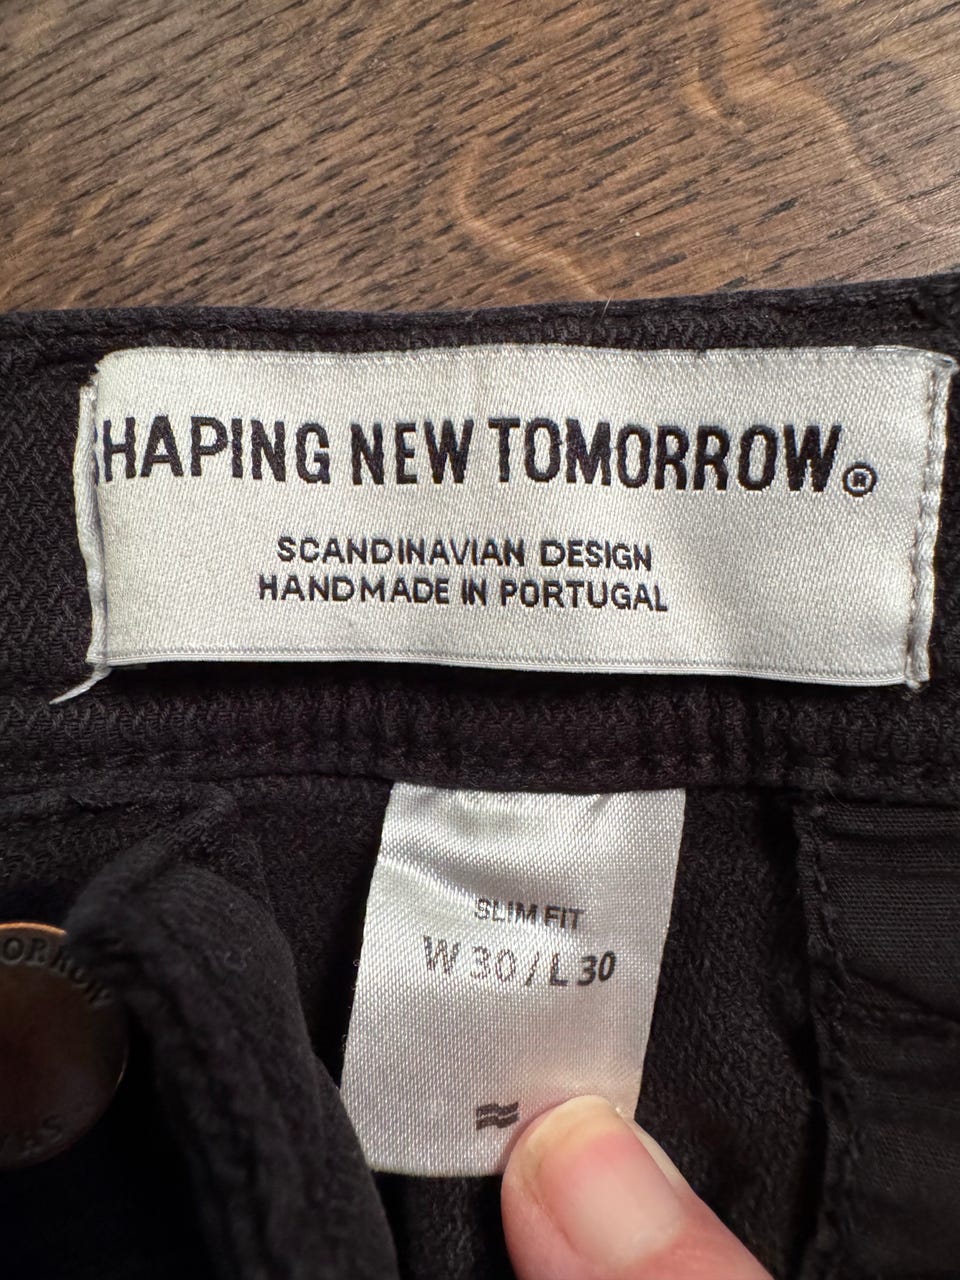 SHAPING NEW TOMORROW®
SCANDINAVIAN DESIGN
HANDMADE IN PORTUGAL
SLIM FIT
W 30 / L 30